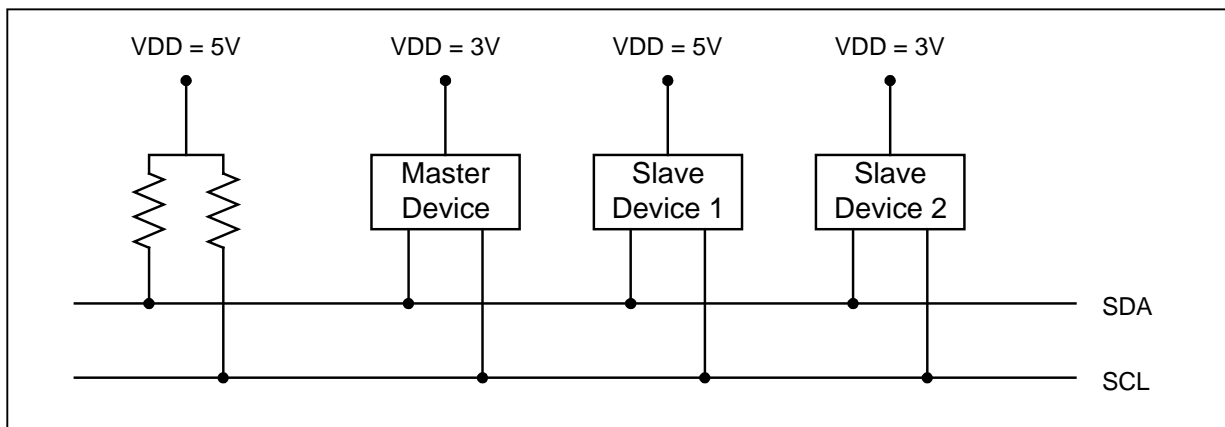 VDD = 5V
VDD = 3V
VDD = 5V
VDD = 3V
Master
Device
Slave
Device 1
Slave
Device 2
SDA
SCL